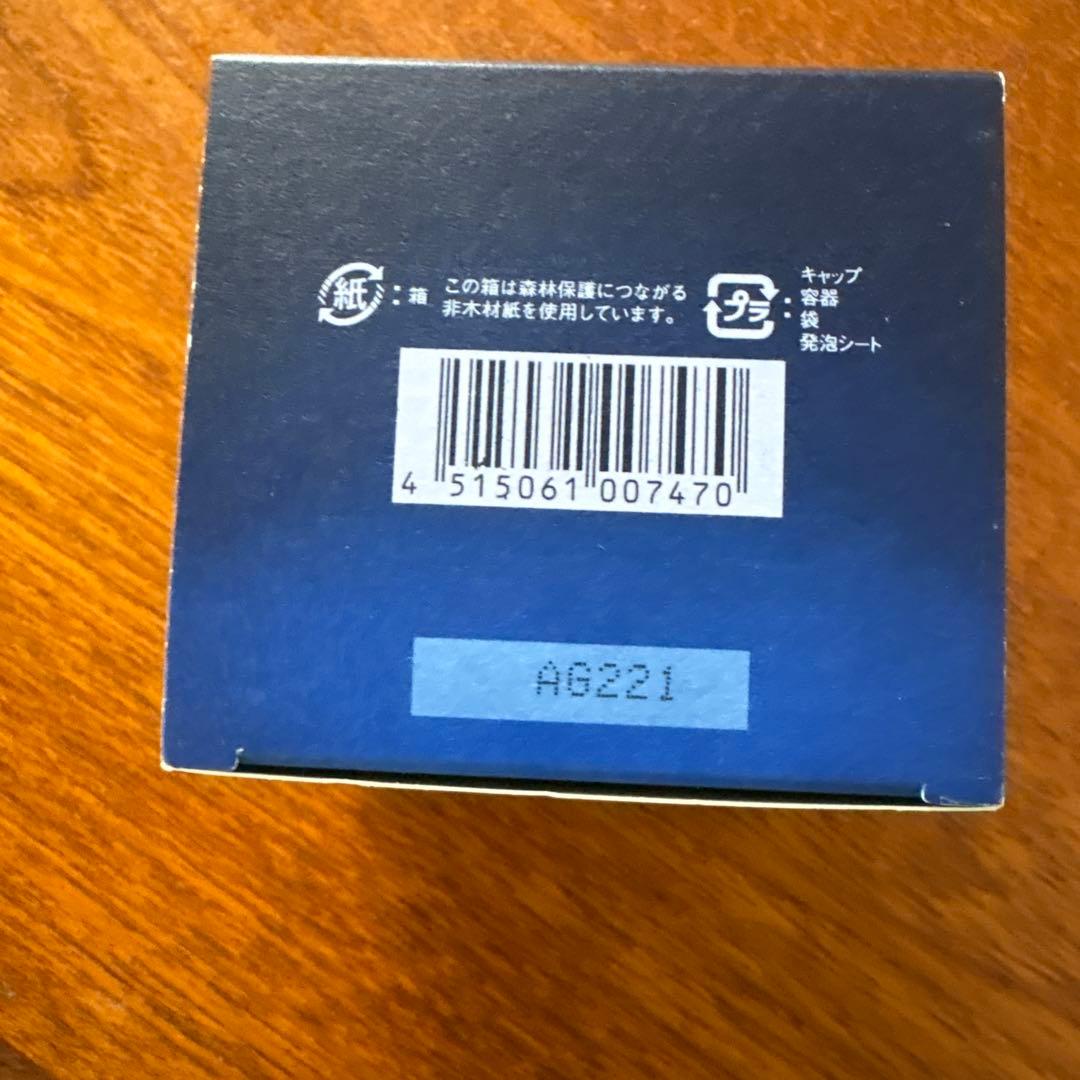 紙 : 箱
この箱は森林保護につながる
非木材紙を使用しています。
プラ :
キャップ
容器
袋
発泡シート
4 515061 007470
AG221